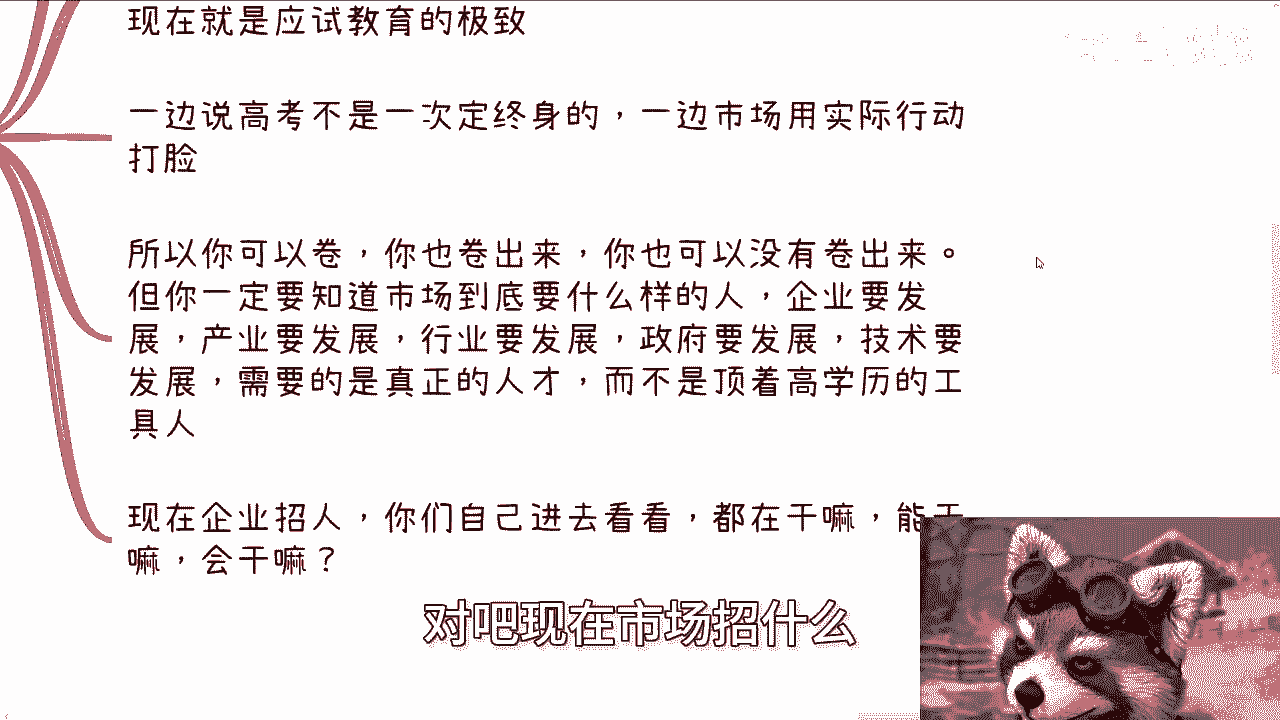 现在就是应试教育的极致
一边说高考不是一次定终身的，一边市场用实际行动
打脸
所以你可以卷，你也卷出来，你也可以没有卷出来。
但你一定要知道市场到底要什么样的人，企业要发
展，产业要发展，行业要发展，政府要发展，技术要
发展，需要的是真正的人才，而不是顶着高学历的工
具人
现在企业招人，你们自己进去看看，都在干嘛，能干
嘛，会干嘛？
对吧现在市场招什么